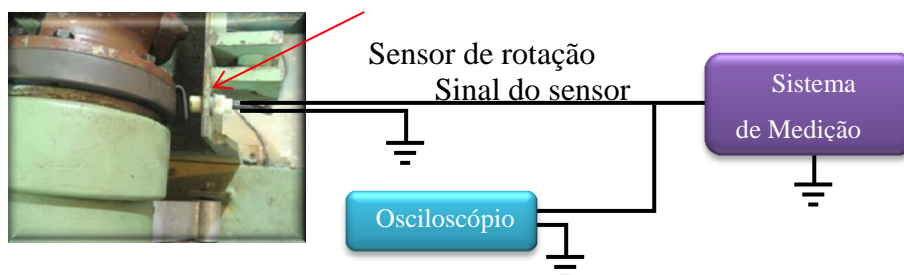 Sensor de rotação
Sinal do sensor
Sistema
de Medição
Osciloscópio